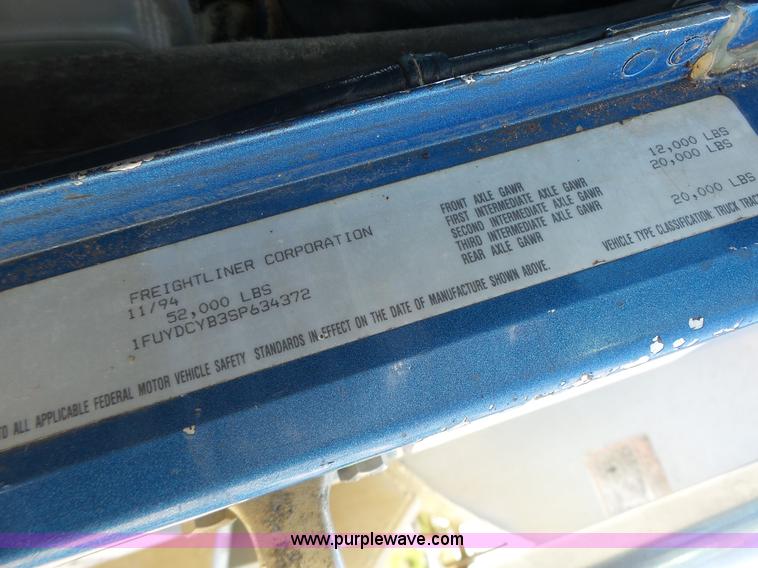 FREIGHTLINER CORPORATION
11/94
52,000 LBS
1FUYDCYB3SP634372
FRONT AXLE GAWR 12,000 LBS
FIRST INTERMEDIATE AXLE GAWR 20,000 LBS
SECOND INTERMEDIATE AXLE GAWR
THIRD INTERMEDIATE AXLE GAWR
REAR AXLE GAWR 20,000 LBS
VEHICLE TYPE CLASSIFICATION: TRUCK TRACT
TO ALL APPLICABLE FEDERAL MOTOR VEHICLE SAFETY STANDARDS IN EFFECT ON THE DATE OF MANUFACTURE SHOWN ABOVE.
www.purplewave.com